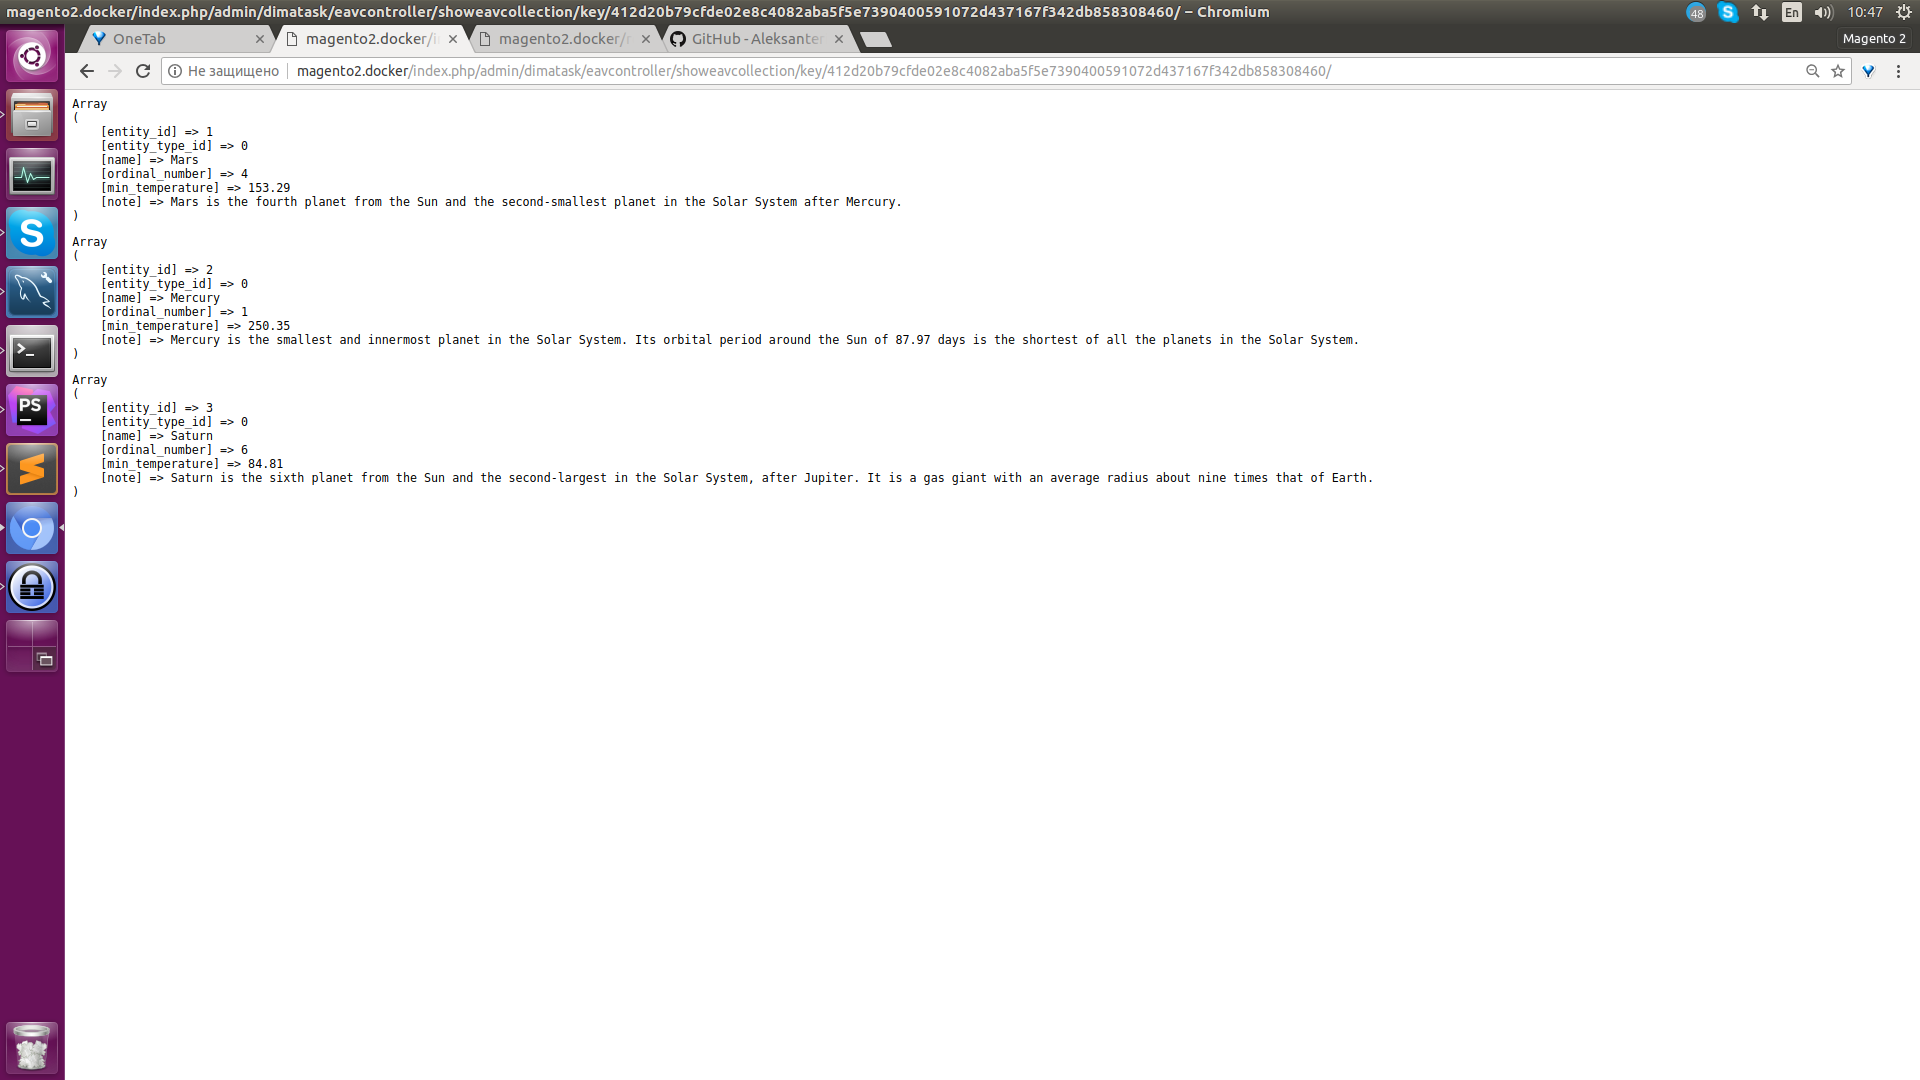 magento2.docker/index.php/admin/dimatask/eavcontroller/showeavcollection/key/412d20b79cfde02e8c4082aba5f5e7390400591072d437167f342db858308460/ – Chromium
48
En
10:47
OneTab
magento2.docker/i
magento2.docker/r
GitHub - Aleksanter
Magento 2
Не защищено
magento2.docker/index.php/admin/dimatask/eavcontroller/showeavcollection/key/412d20b79cfde02e8c4082aba5f5e7390400591072d437167f342db858308460/
Array
(
[entity_id] => 1
[entity_type_id] => 0
[name] => Mars
[ordinal_number] => 4
[min_temperature] => 153.29
[note] => Mars is the fourth planet from the Sun and the second-smallest planet in the Solar System after Mercury.
)
Array
(
[entity_id] => 2
[entity_type_id] => 0
[name] => Mercury
[ordinal_number] => 1
[min_temperature] => 250.35
[note] => Mercury is the smallest and innermost planet in the Solar System. Its orbital period around the Sun of 87.97 days is the shortest of all the planets in the Solar System.
)
Array
(
[entity_id] => 3
[entity_type_id] => 0
[name] => Saturn
[ordinal_number] => 6
[min_temperature] => 84.81
[note] => Saturn is the sixth planet from the Sun and the second-largest in the Solar System, after Jupiter. It is a gas giant with an average radius about nine times that of Earth.
)
S
>_
PS